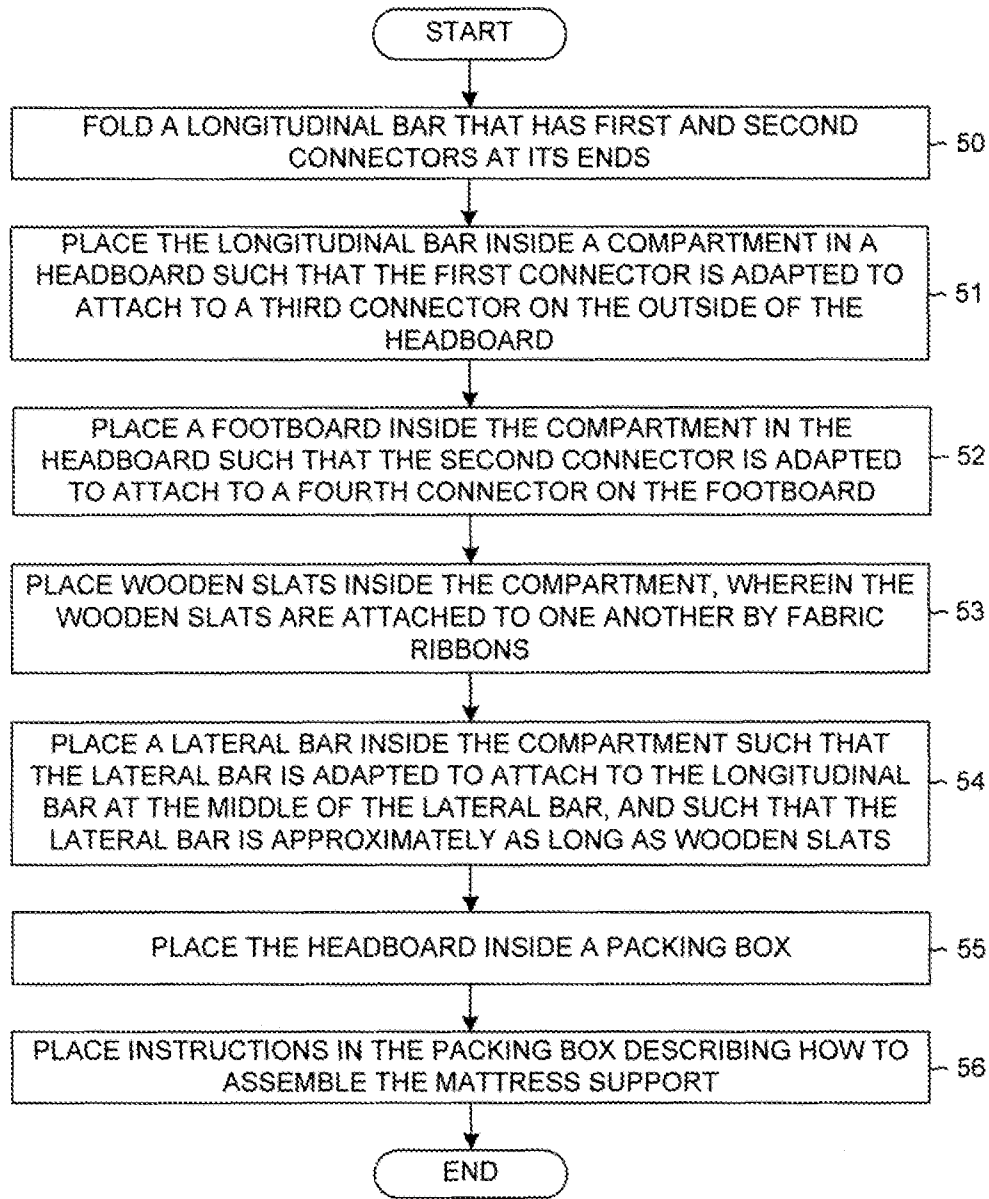 START
FOLD A LONGITUDINAL BAR THAT HAS FIRST AND SECOND
CONNECTORS AT ITS ENDS
50
PLACE THE LONGITUDINAL BAR INSIDE A COMPARTMENT IN A
HEADBOARD SUCH THAT THE FIRST CONNECTOR IS ADAPTED TO
ATTACH TO A THIRD CONNECTOR ON THE OUTSIDE OF THE
HEADBOARD
51
PLACE A FOOTBOARD INSIDE THE COMPARTMENT IN THE
HEADBOARD SUCH THAT THE SECOND CONNECTOR IS ADAPTED
TO ATTACH TO A FOURTH CONNECTOR ON THE FOOTBOARD
52
PLACE WOODEN SLATS INSIDE THE COMPARTMENT, WHEREIN THE
WOODEN SLATS ARE ATTACHED TO ONE ANOTHER BY FABRIC
RIBBONS
53
PLACE A LATERAL BAR INSIDE THE COMPARTMENT SUCH THAT
THE LATERAL BAR IS ADAPTED TO ATTACH TO THE LONGITUDINAL
BAR AT THE MIDDLE OF THE LATERAL BAR, AND SUCH THAT THE
LATERAL BAR IS APPROXIMATELY AS LONG AS WOODEN SLATS
54
PLACE THE HEADBOARD INSIDE A PACKING BOX
55
PLACE INSTRUCTIONS IN THE PACKING BOX DESCRIBING HOW TO
ASSEMBLE THE MATTRESS SUPPORT
56
END